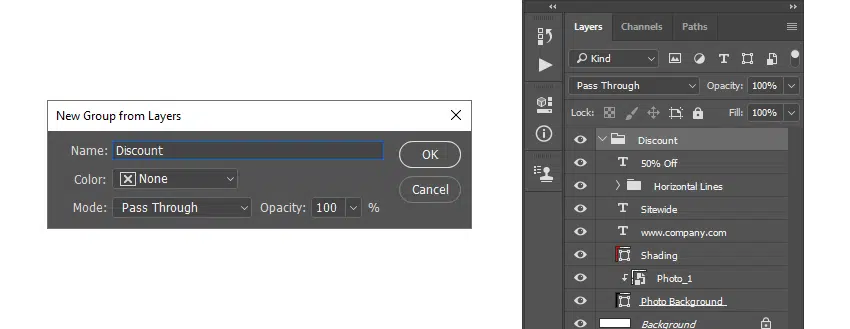 New Group from Layers
Name: Discount
OK
Color: None
Cancel
Mode: Pass Through Opacity: 100 %
Layers Channels Paths
Kind
Pass Through Opacity: 100%
Lock: Fill: 100%
Discount
50% Off
Horizontal Lines
Sitewide
www.company.com
Shading
Photo_1
Photo Background
Background